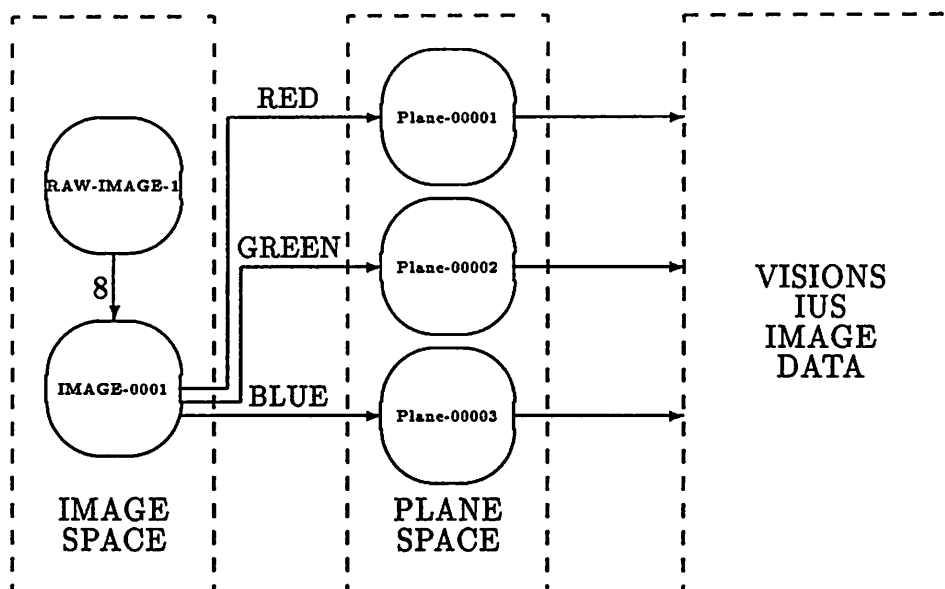 RED
Plane-00001
RAW-IMAGE-1
GREEN
Plane-00002
8
VISIONS
IUS
IMAGE
DATA
IMAGE-0001
BLUE
Plane-00003
IMAGE
SPACE
PLANE
SPACE